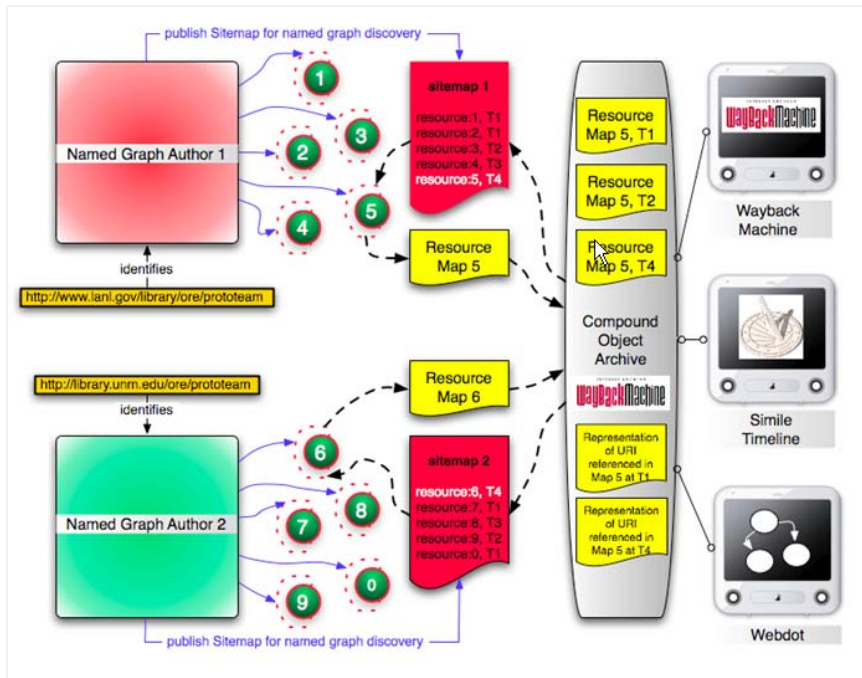 publish Sitemap for named graph discovery
Named Graph Author 1
1
2
3
4
5
identifies
http://www.lanl.gov/library/ore/prototeam
sitemap 1
resource:1, T1
resource:2, T1
resource:3, T2
resource:4, T3
resource:5, T4
Resource
Map 5
Resource
Map 5, T1
Resource
Map 5, T2
Resource
Map 5, T4
Compound
Object
Archive
INTERNET ARCHIVE
WayBackMachine
Representation
of URI
referenced in
Map 5 at T1
Representation
of URI
referenced in
Map 5 at T4
INTERNET ARCHIVE
WayBackMachine
Wayback
Machine
Simile
Timeline
Webdot
http://library.unm.edu/ore/prototeam
identifies
Named Graph Author 2
6
7
8
9
0
Resource
Map 6
sitemap 2
resource:6, T4
resource:7, T1
resource:8, T3
resource:9, T2
resource:0, T1
publish Sitemap for named graph discovery